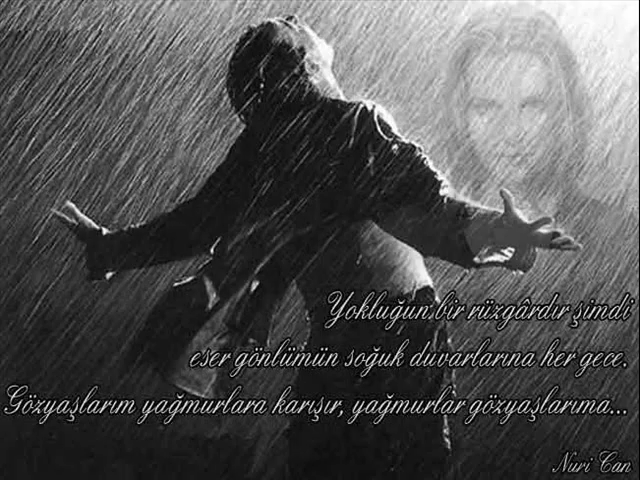 Yokluğun bir rüzgârdır şimdi
eser gönlümün soğuk duvarlarına her gece.
Gözyaşlarım yağmurlara karışır, yağmurlar gözyaşlarıma...
Nuri Can